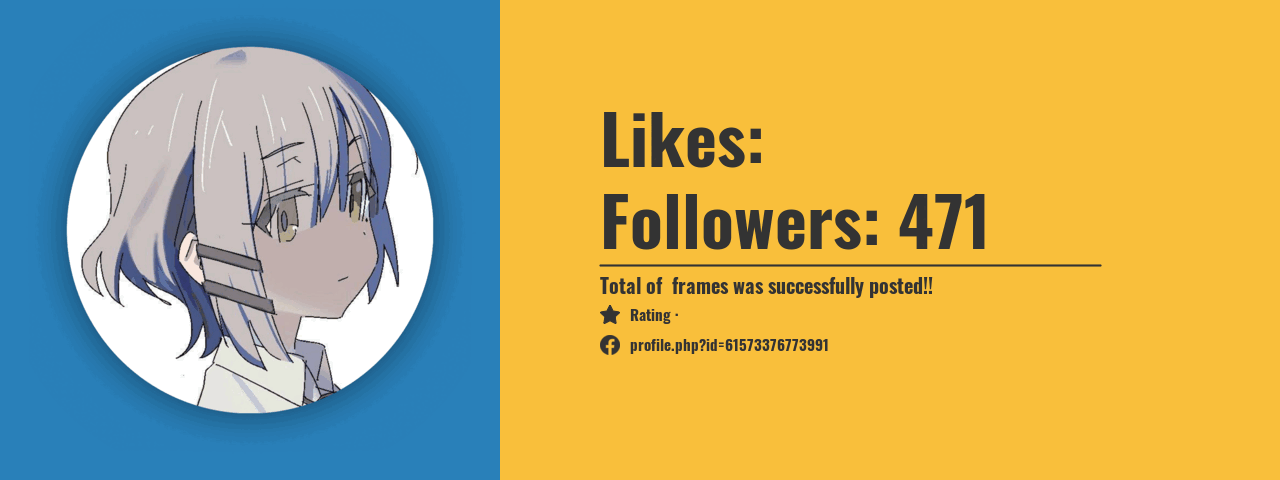 Likes:
Followers: 471
Total of  frames was successfully posted!!
Rating ·
profile.php?id=61573376773991